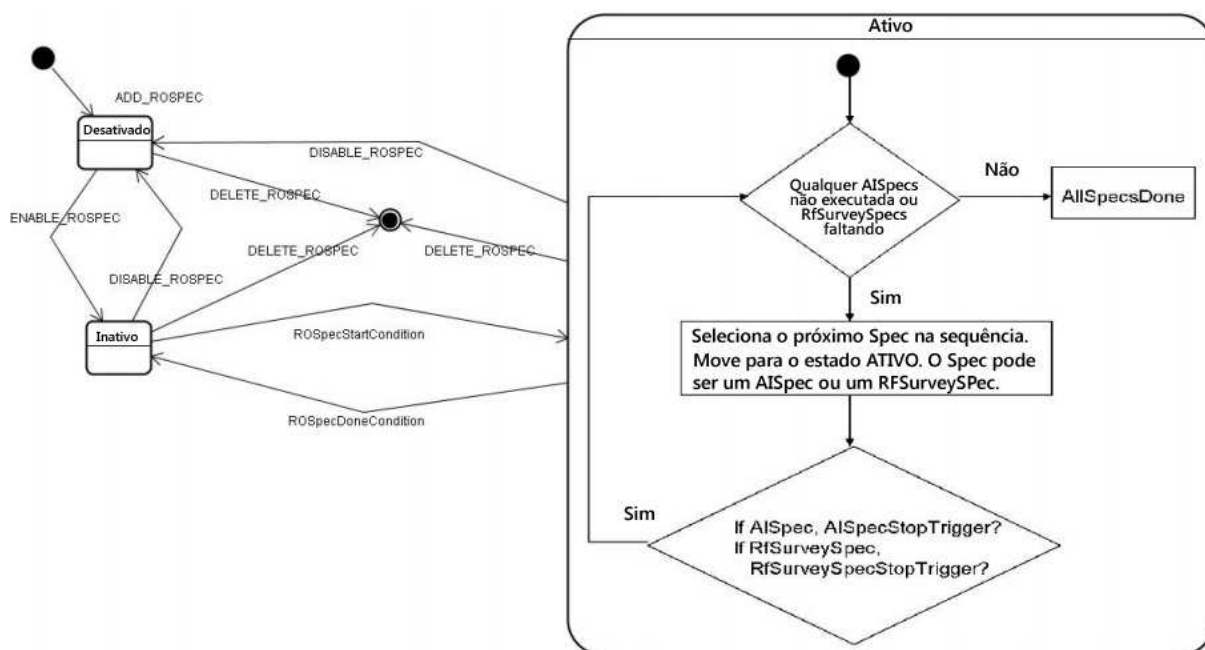 Ativo
ADD_ROSPEC
Desativado
DISABLE_ROSPEC
DELETE_ROSPEC
ENABLE_ROSPEC
DELETE_ROSPEC
DELETE_ROSPEC
DISABLE_ROSPEC
Inativo
ROSpecStartCondition
ROSpecDoneCondition
Qualquer AISpecs
não executada ou
RfSurveySpecs
faltando
Não
AllSpecsDone
Sim
Seleciona o próximo Spec na sequência.
Move para o estado ATIVO. O Spec pode
ser um AISpec ou um RFSurveySPec.
Sim
If AISpec, AISpecStopTrigger?
If RfSurveySpec,
RfSurveySpecStopTrigger?